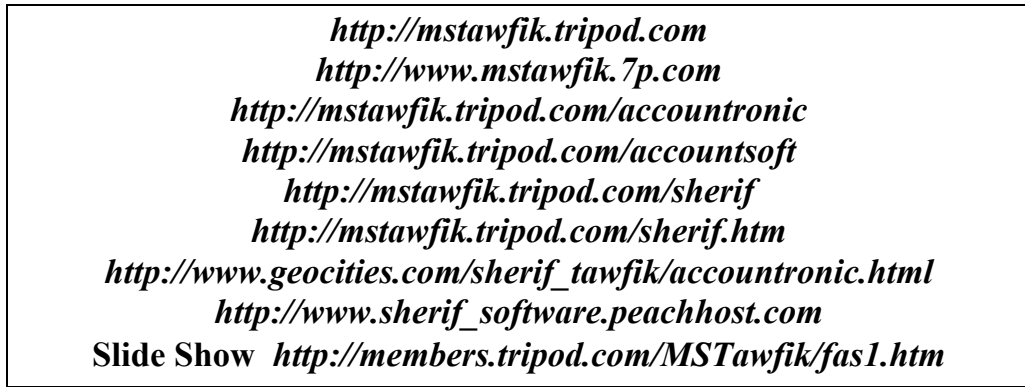 http://mstawfik.tripod.com
http://www.mstawfik.7p.com
http://mstawfik.tripod.com/accountronic
http://mstawfik.tripod.com/accountsoft
http://mstawfik.tripod.com/sherif
http://mstawfik.tripod.com/sherif.htm
http://www.geocities.com/sherif_tawfik/accountronic.html
http://www.sherif_software.peachhost.com
Slide Show http://members.tripod.com/MSTawfik/fas1.htm